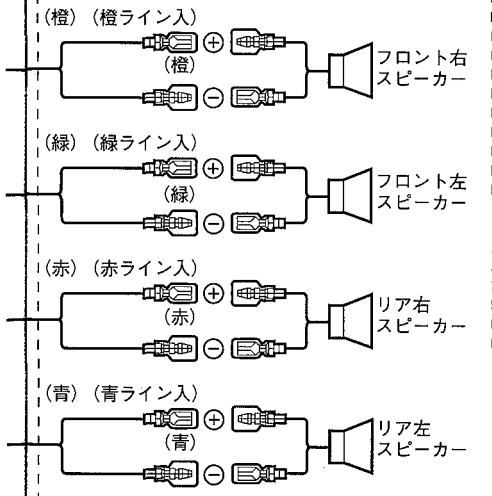 (橙)(橙ライン入)
⊕
(橙)
⊖
フロント右
スピーカー
(緑)(緑ライン入)
⊕
(緑)
⊖
フロント左
スピーカー
(赤)(赤ライン入)
⊕
(赤)
⊖
リア右
スピーカー
(青)(青ライン入)
⊕
(青)
⊖
リア左
スピーカー